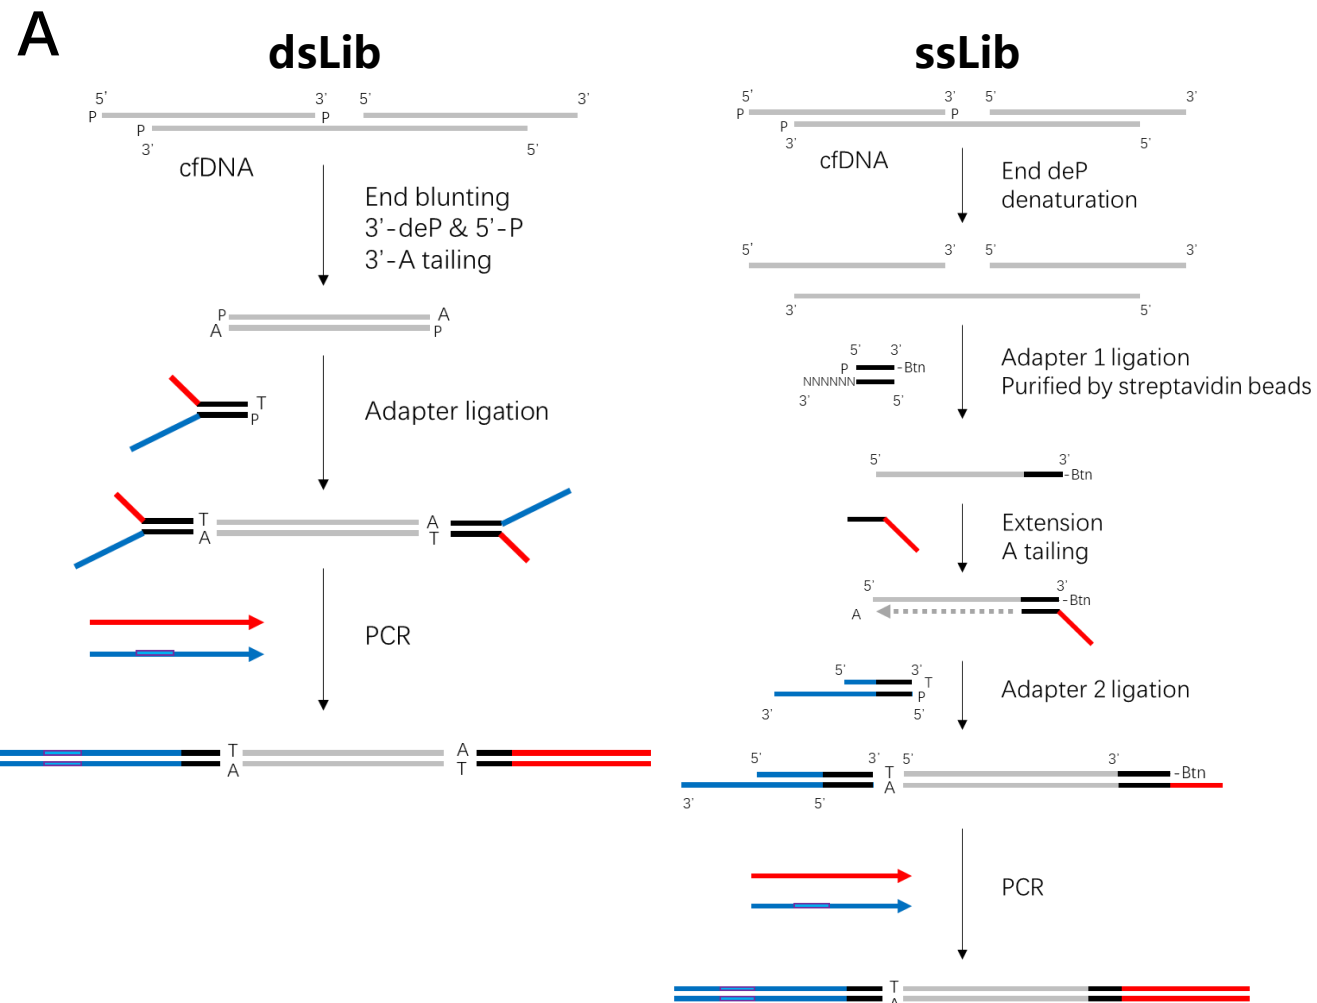 A
dsLib
5’ 3’ 5’ 3’
P P
P
3’ 5’
cfDNA
End blunting
3’-deP & 5’-P
3’-A tailing
P A
A P
T
P
Adapter ligation
T A
A T
PCR
T A
A T
ssLib
5’ 3’ 5’ 3’
P P
P
3’ 5’
cfDNA
End deP
denaturation
5’ 3’ 5’ 3’
3’ 5’
5’ 3’
P -Btn
NNNNNN
3’ 5’
Adapter 1 ligation
Purified by streptavidin beads
5’ 3’
-Btn
Extension
A tailing
5’ 3’
-Btn
A
5’ 3’
T
P
3’ 5’
Adapter 2 ligation
5’ 3’ 5’ 3’
T -Btn
A
3’ 5’
PCR
T
A